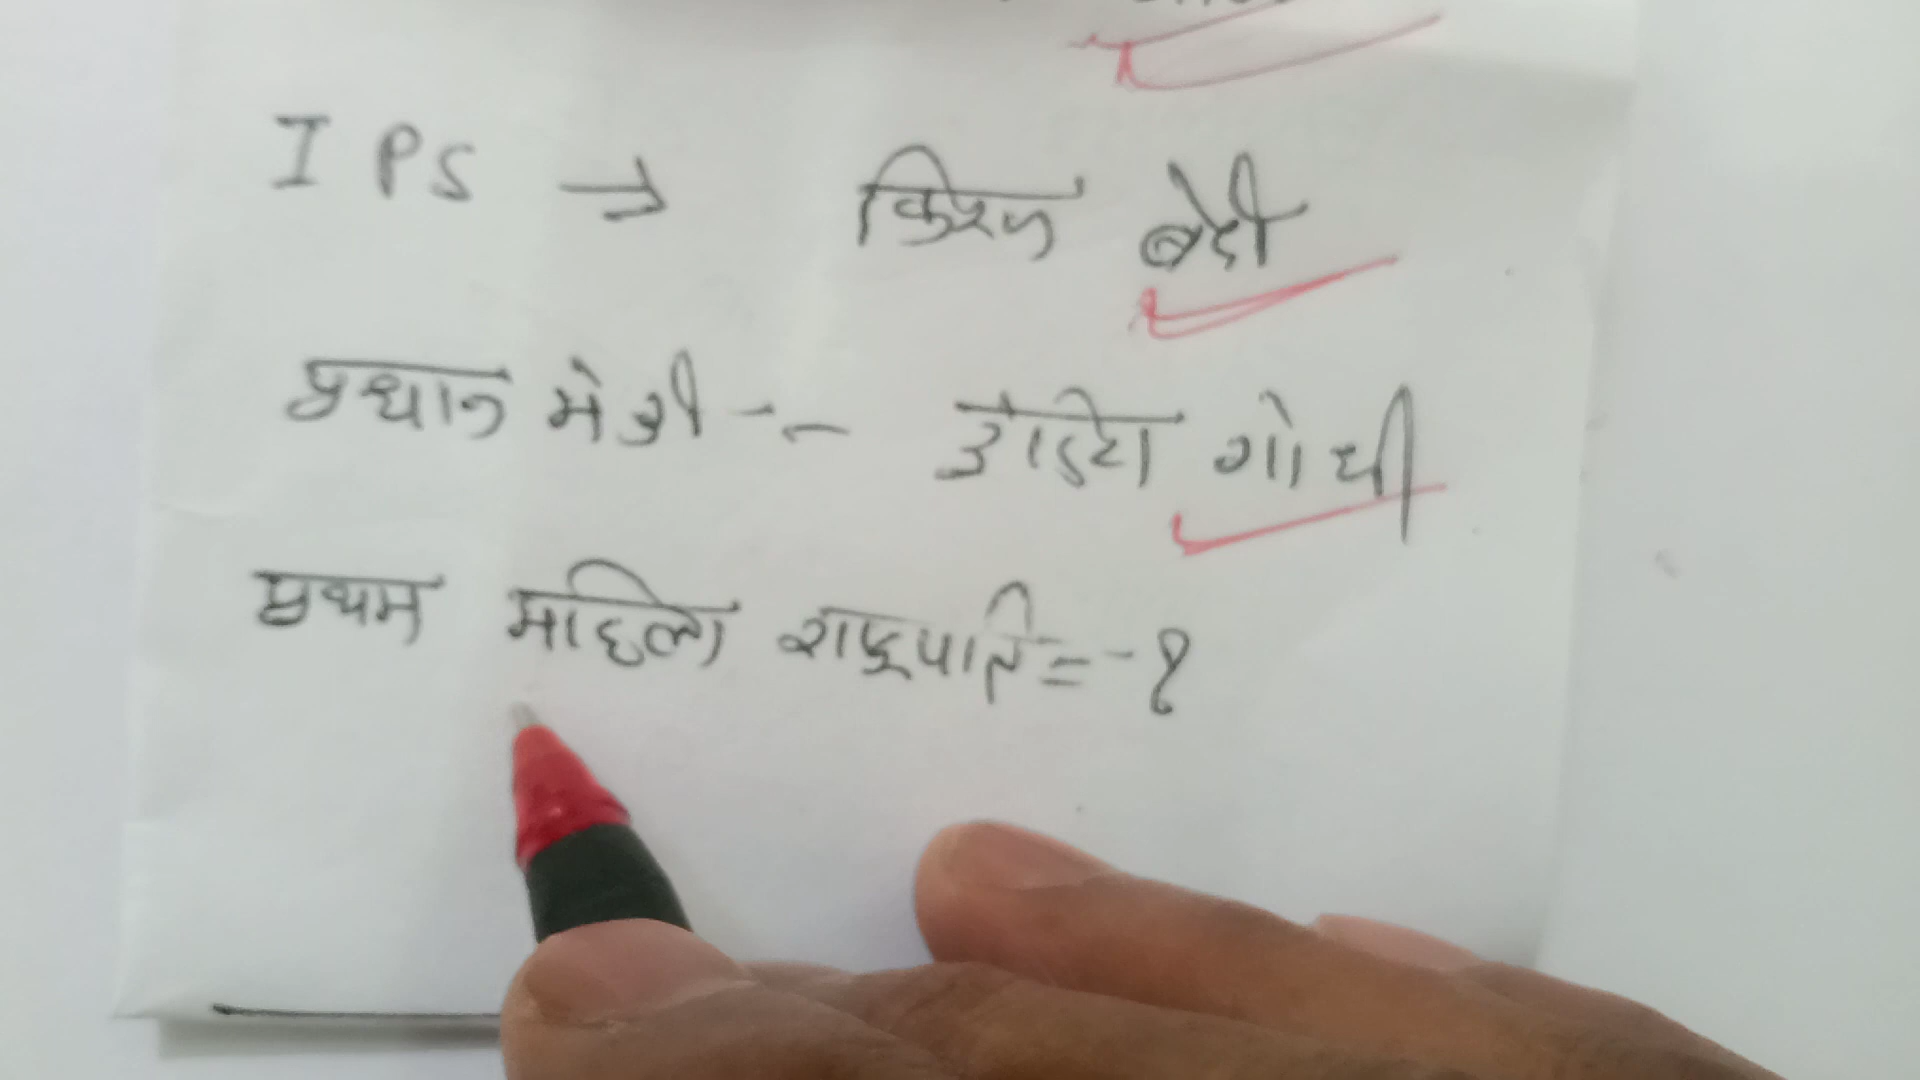 IPS → किरण बेदी
प्रधान मंत्री -- गांधी
प्रथम महिला राष्ट्रपति = - ?